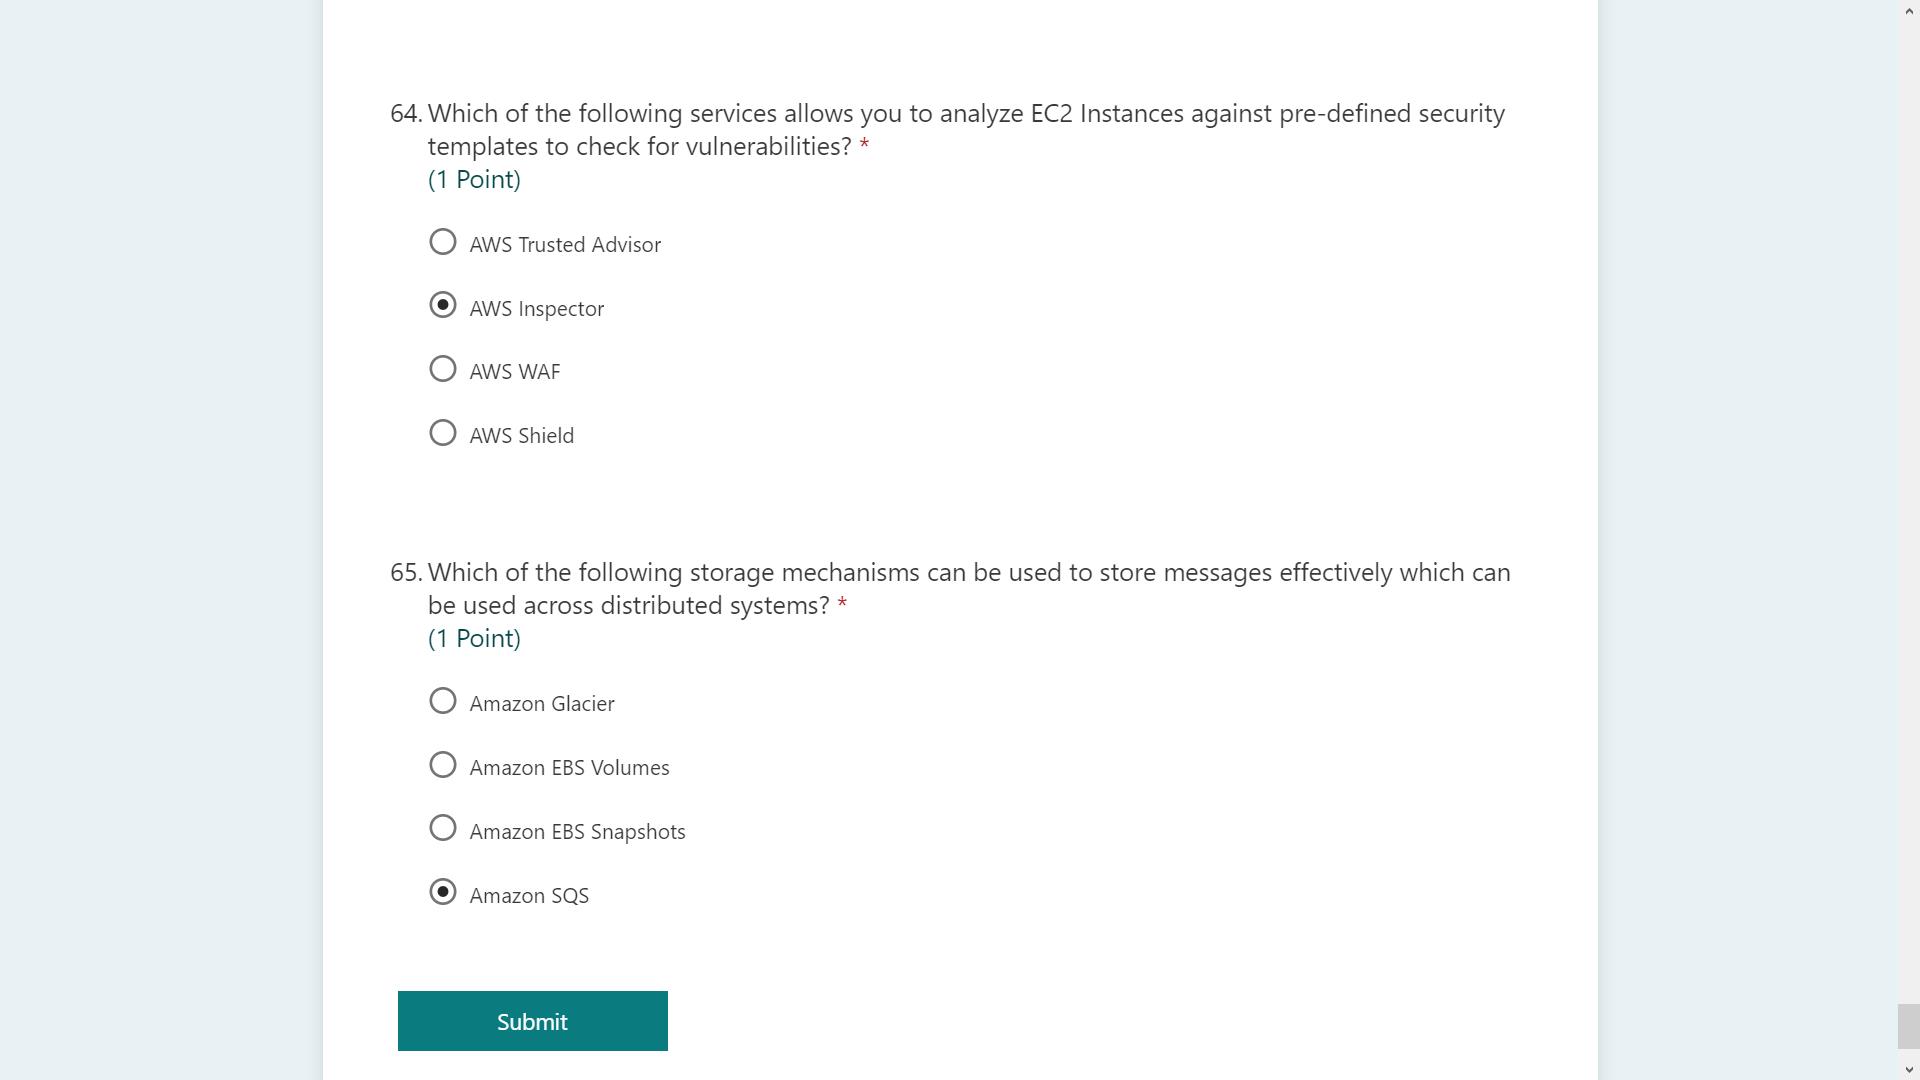 64. Which of the following services allows you to analyze EC2 Instances against pre-defined security
templates to check for vulnerabilities? *
(1 Point)
AWS Trusted Advisor
AWS Inspector
AWS WAF
AWS Shield
65. Which of the following storage mechanisms can be used to store messages effectively which can
be used across distributed systems? *
(1 Point)
Amazon Glacier
Amazon EBS Volumes
Amazon EBS Snapshots
Amazon SQS
Submit